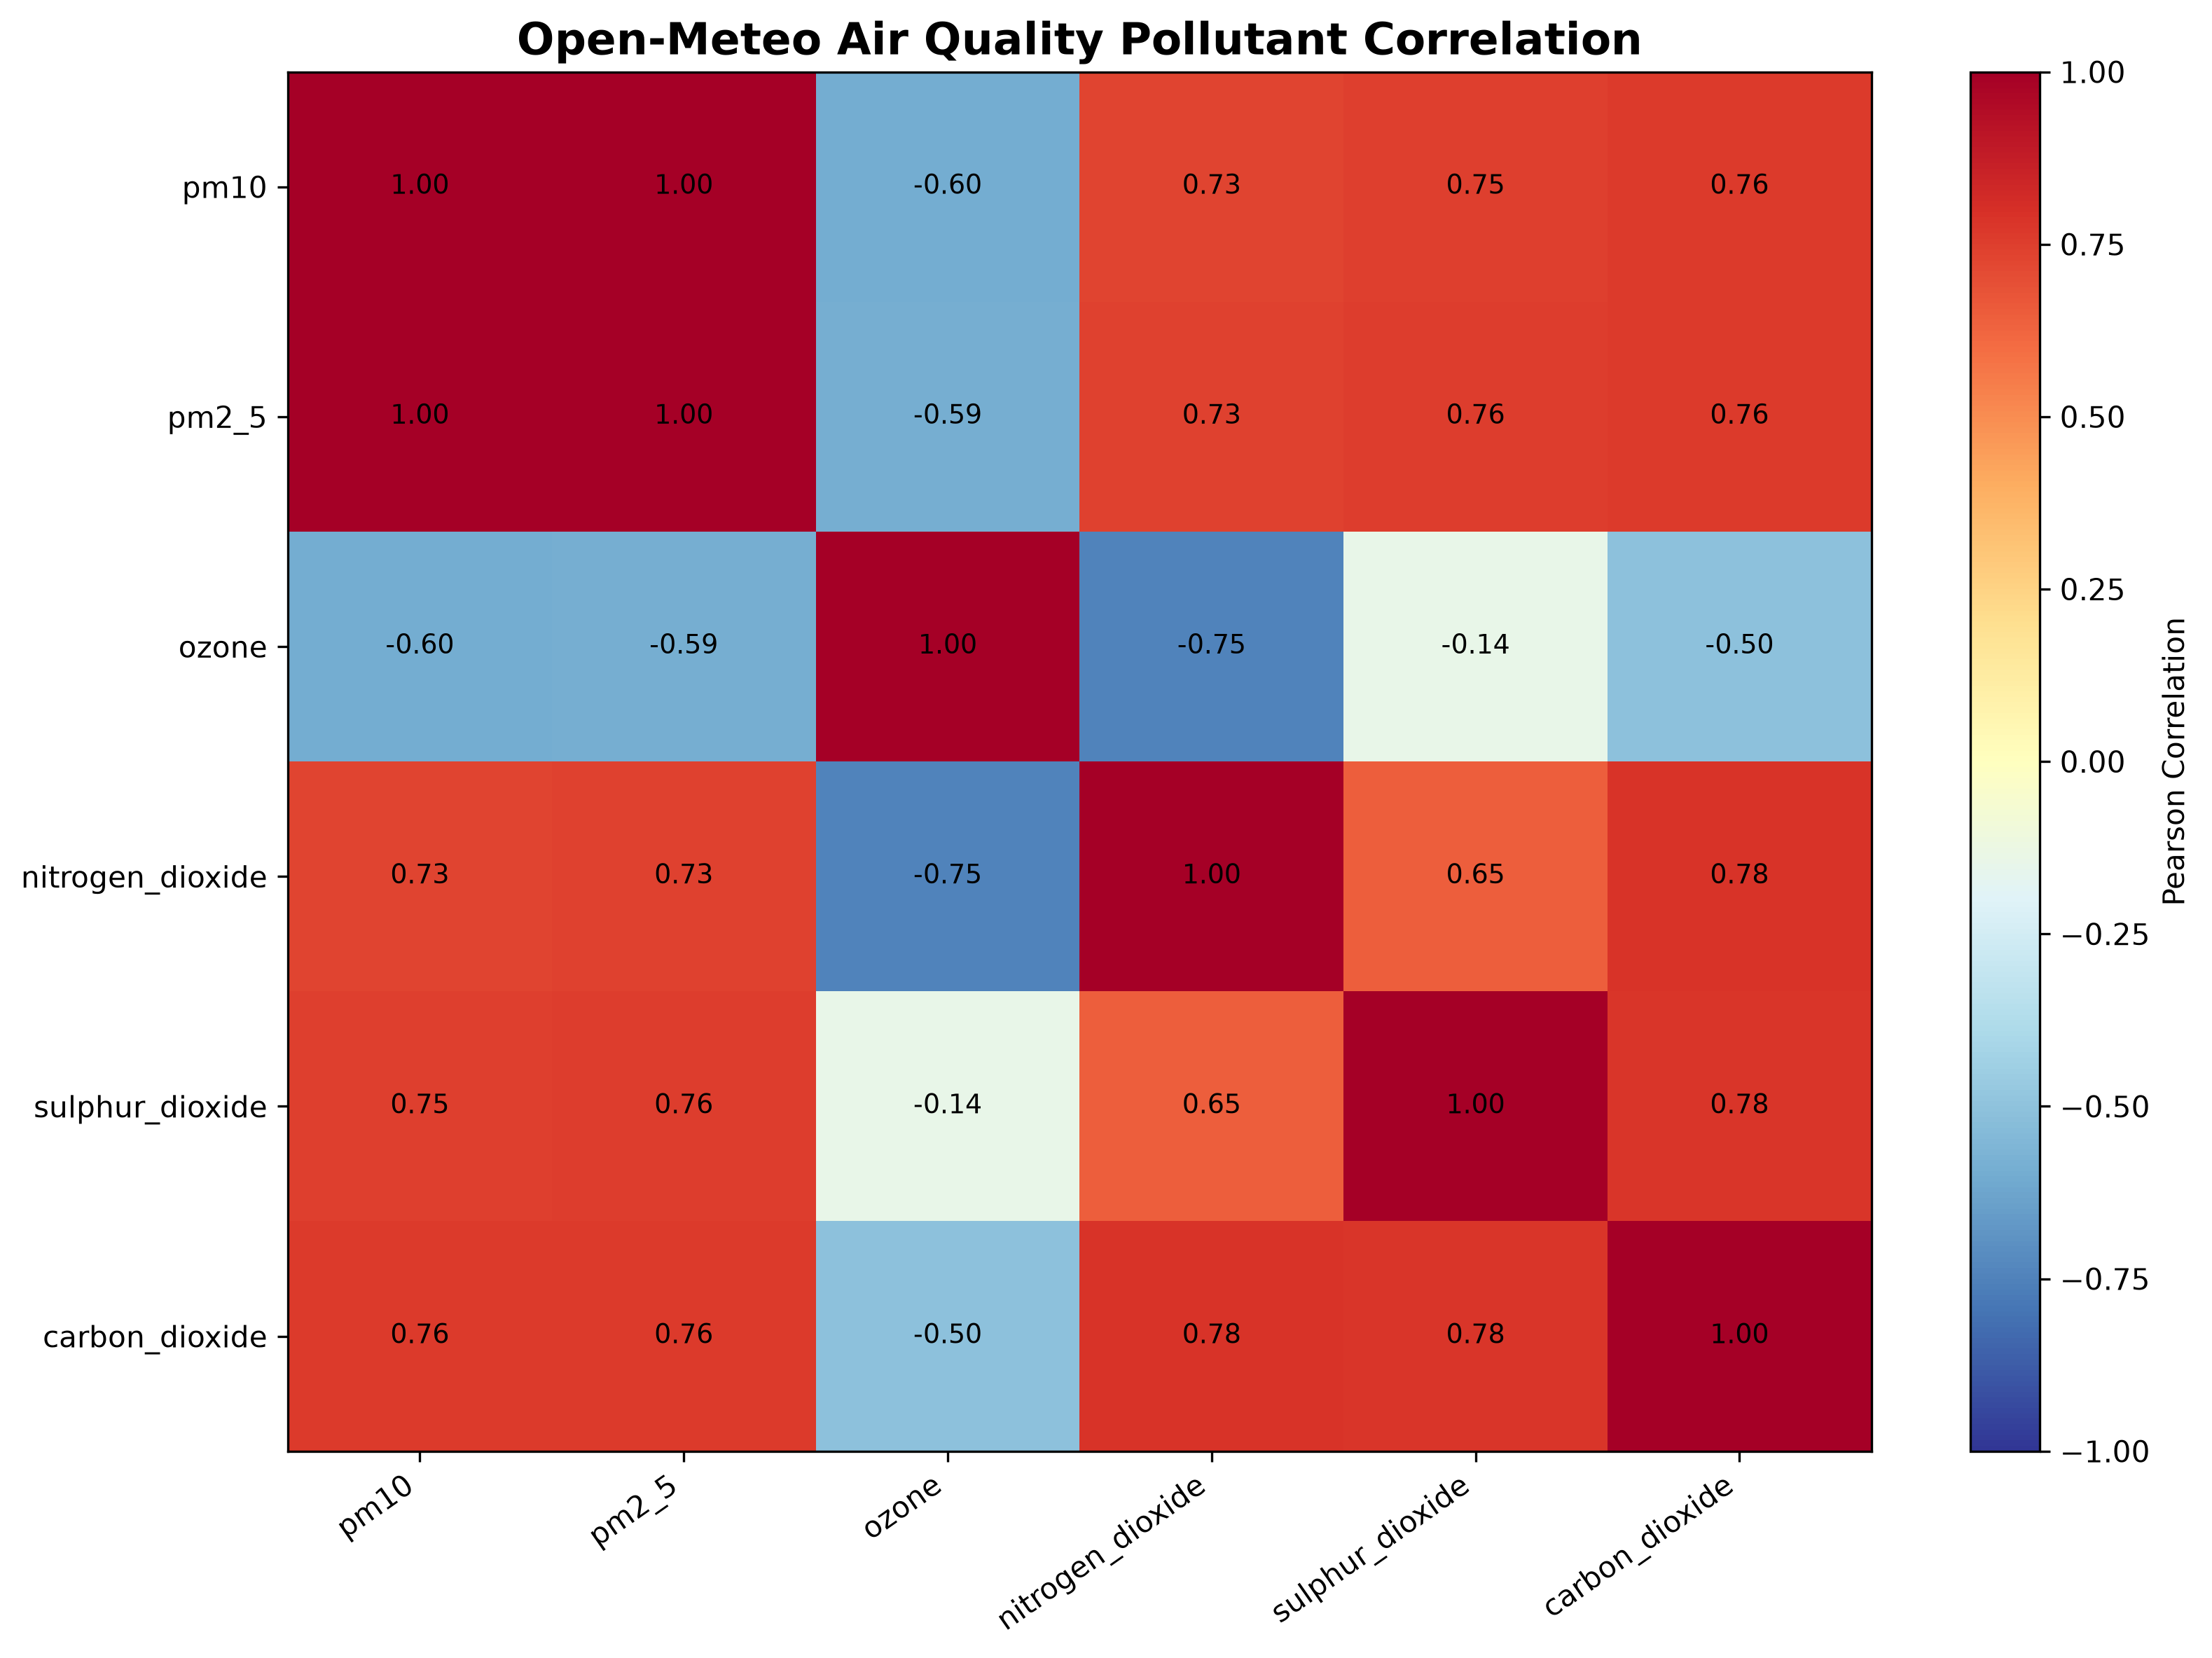 Open-Meteo Air Quality Pollutant Correlation
pm10 1.00 1.00 -0.60 0.73 0.75 0.76
pm2_5 1.00 1.00 -0.59 0.73 0.76 0.76
ozone -0.60 -0.59 1.00 -0.75 -0.14 -0.50
nitrogen_dioxide 0.73 0.73 -0.75 1.00 0.65 0.78
sulphur_dioxide 0.75 0.76 -0.14 0.65 1.00 0.78
carbon_dioxide 0.76 0.76 -0.50 0.78 0.78 1.00
pm10 pm2_5 ozone nitrogen_dioxide sulphur_dioxide carbon_dioxide
1.00
0.75
0.50
0.25
0.00
−0.25
−0.50
−0.75
−1.00
Pearson Correlation